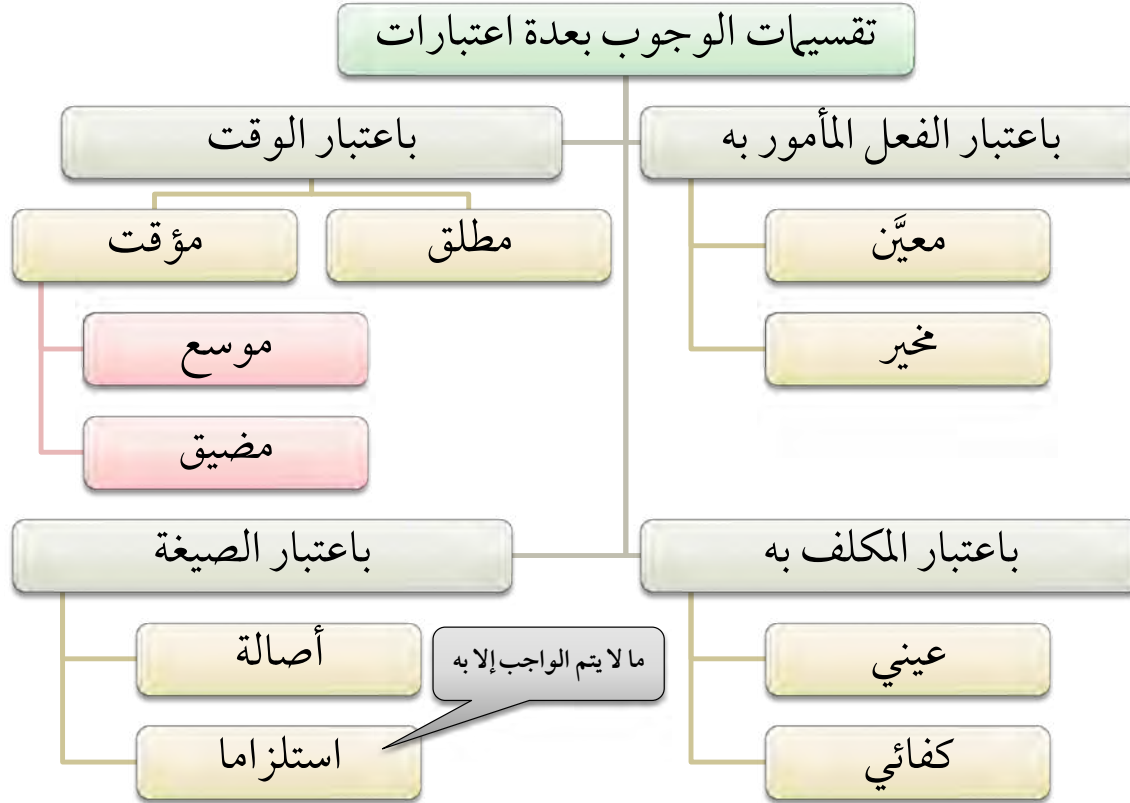 تقسيمات الوجوب بعدة اعتبارات
باعتبار الفعل المأمور به
معيَّن
مخير
باعتبار الوقت
مطلق
مؤقت
موسع
مضيق
باعتبار المكلف به
عيني
كفائي
باعتبار الصيغة
أصالة
ما لا يتم الواجب إلا به
استلزاما